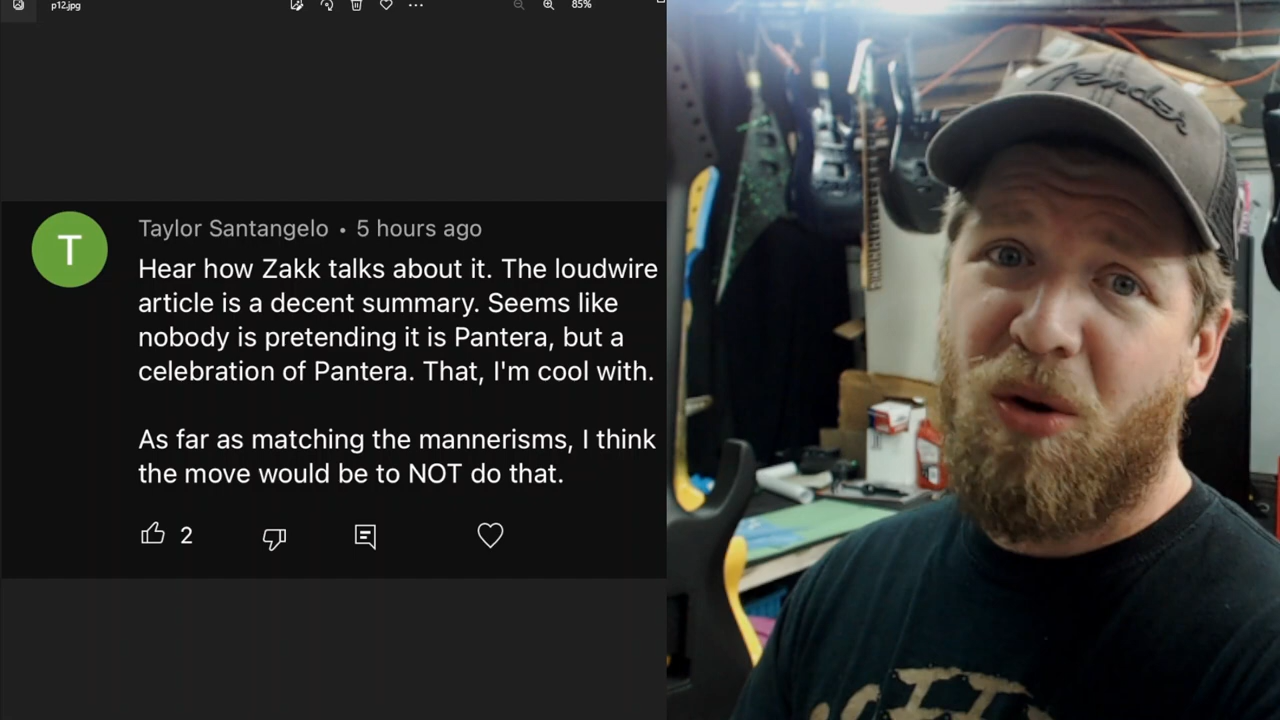 p12.jpg
85%
T
Taylor Santangelo • 5 hours ago
Hear how Zakk talks about it. The loudwire
article is a decent summary. Seems like
nobody is pretending it is Pantera, but a
celebration of Pantera. That, I'm cool with.
As far as matching the mannerisms, I think
the move would be to NOT do that.
2
Fender